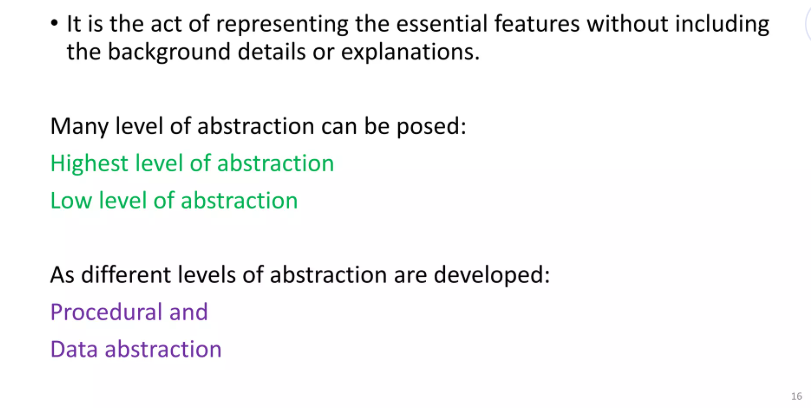 • It is the act of representing the essential features without including
the background details or explanations.
Many level of abstraction can be posed:
Highest level of abstraction
Low level of abstraction
As different levels of abstraction are developed:
Procedural and
Data abstraction
16